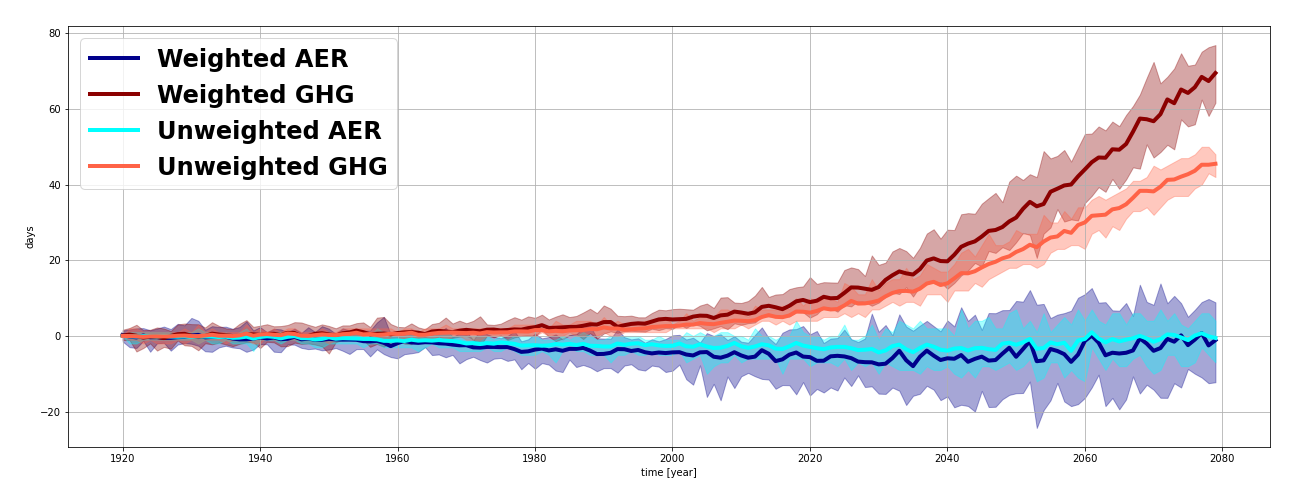 Weighted AER
Weighted GHG
Unweighted AER
Unweighted GHG
80
60
40
20
0
−20
days
1920 1940 1960 1980 2000 2020 2040 2060 2080
time [year]